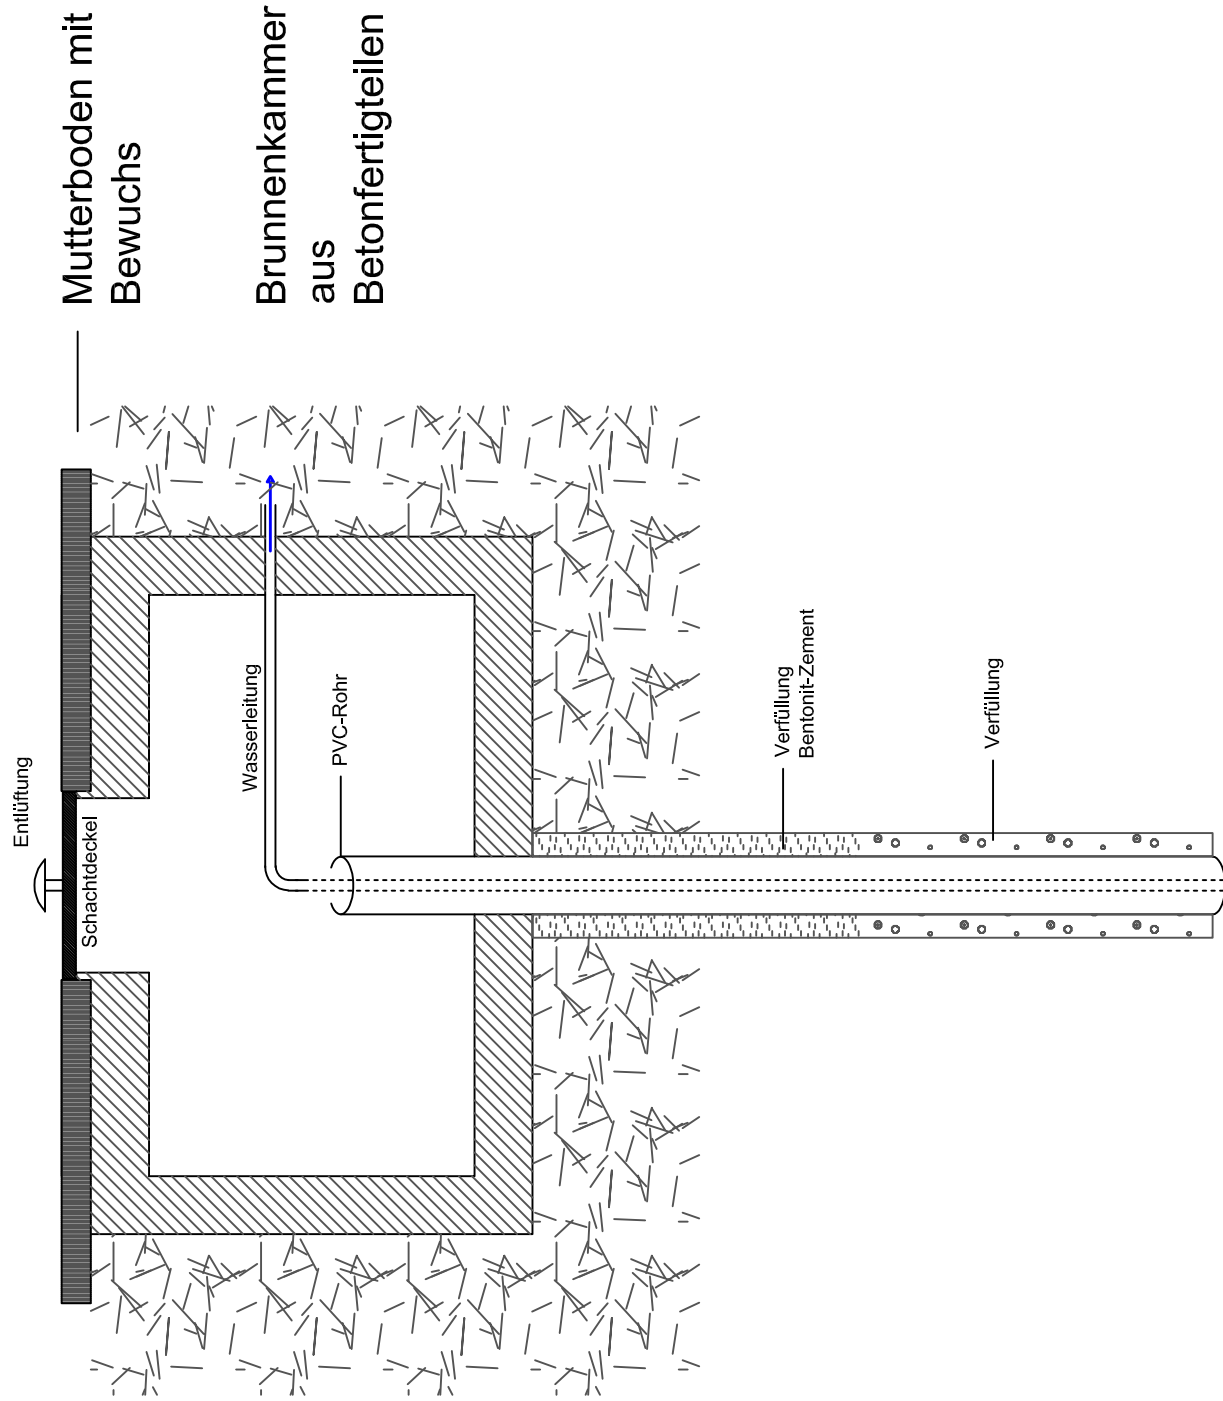 Mutterboden mit
Bewuchs
Brunnenkammer
aus
Betonfertigteilen
Entlüftung
Schachtdeckel
Wasserleitung
PVC-Rohr
Verfüllung
Bentonit-Zement
Verfüllung